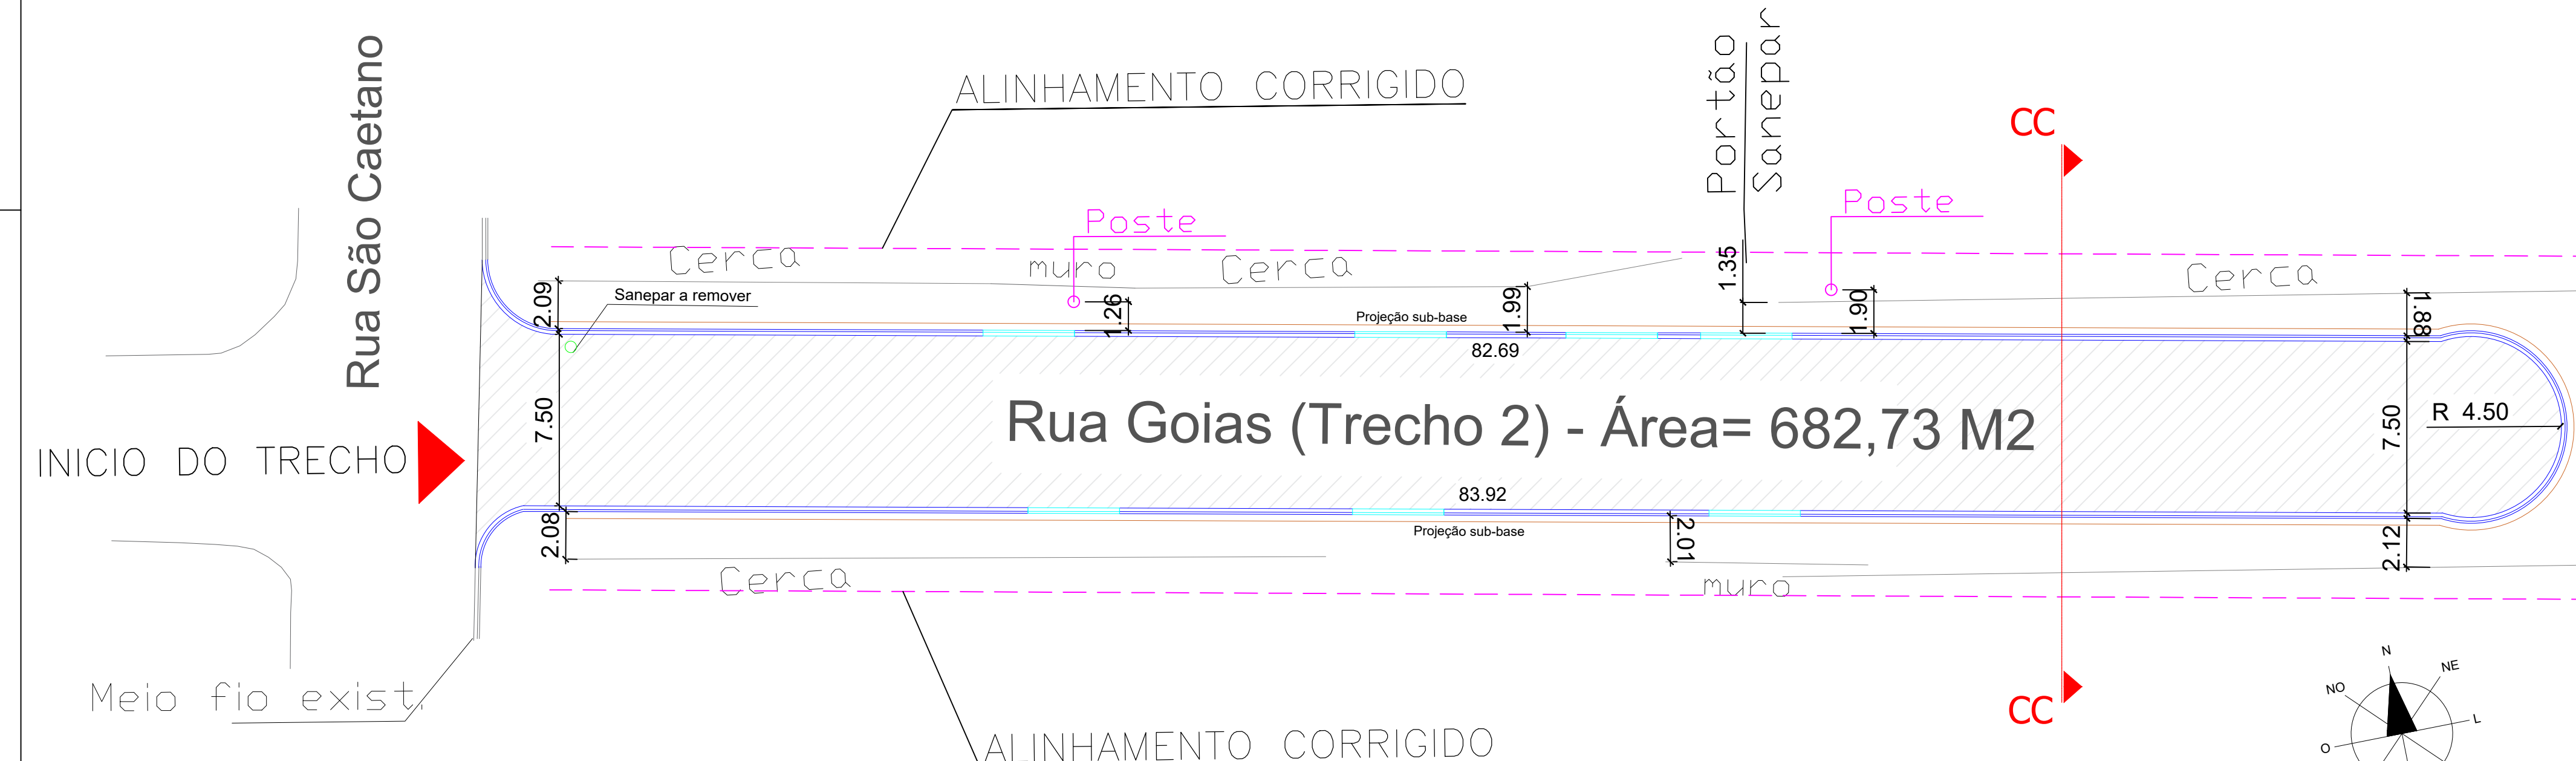 Rua São Caetano
ALINHAMENTO CORRIGIDO
Portão
Sanepar
CC
Poste
Poste
Cerca
muro
Cerca
Cerca
2.09
Sanepar a remover
1.26
1.99
1.35
1.90
1.88
Projeção sub-base
82.69
7.50
Rua Goias (Trecho 2) - Área= 682,73 M2
7.50
R 4.50
INICIO DO TRECHO
83.92
2.08
Projeção sub-base
2.01
2.12
Cerca
muro
Meio fio exist.
ALINHAMENTO CORRIGIDO
CC
N
NE
NO
L
O